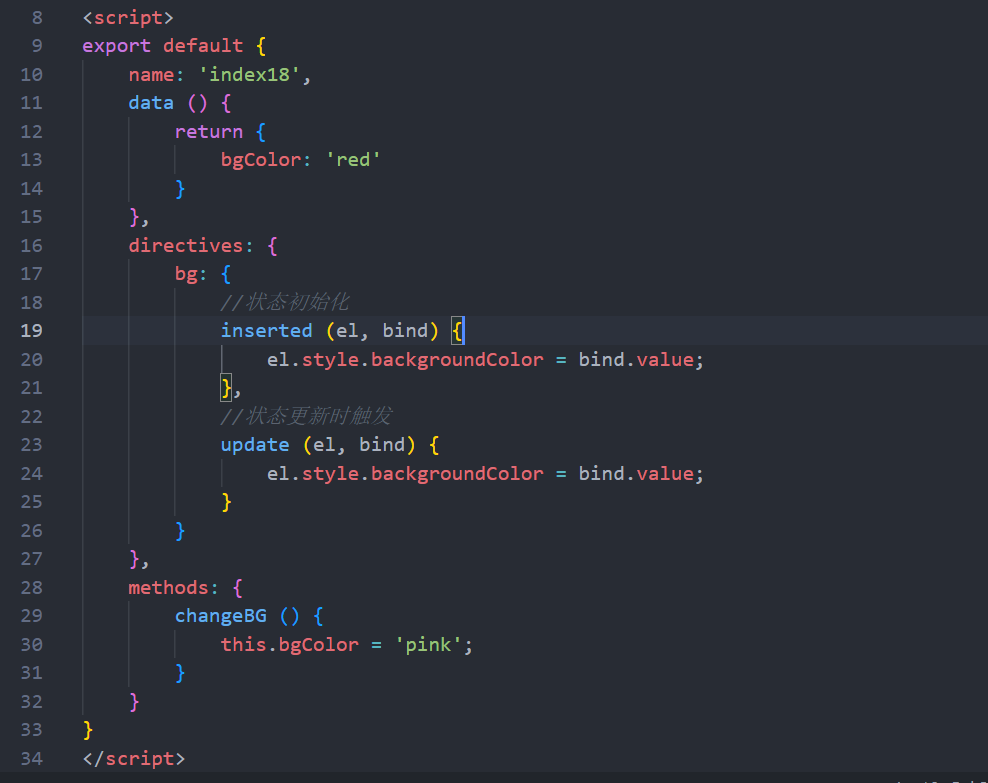 8 <script>
9 export default {
10 name: 'index18',
11 data () {
12 return {
13 bgColor: 'red'
14 }
15 },
16 directives: {
17 bg: {
18 //状态初始化
19 inserted (el, bind) {
20 el.style.backgroundColor = bind.value;
21 },
22 //状态更新时触发
23 update (el, bind) {
24 el.style.backgroundColor = bind.value;
25 }
26 }
27 },
28 methods: {
29 changeBG () {
30 this.bgColor = 'pink';
31 }
32 }
33 }
34 </script>